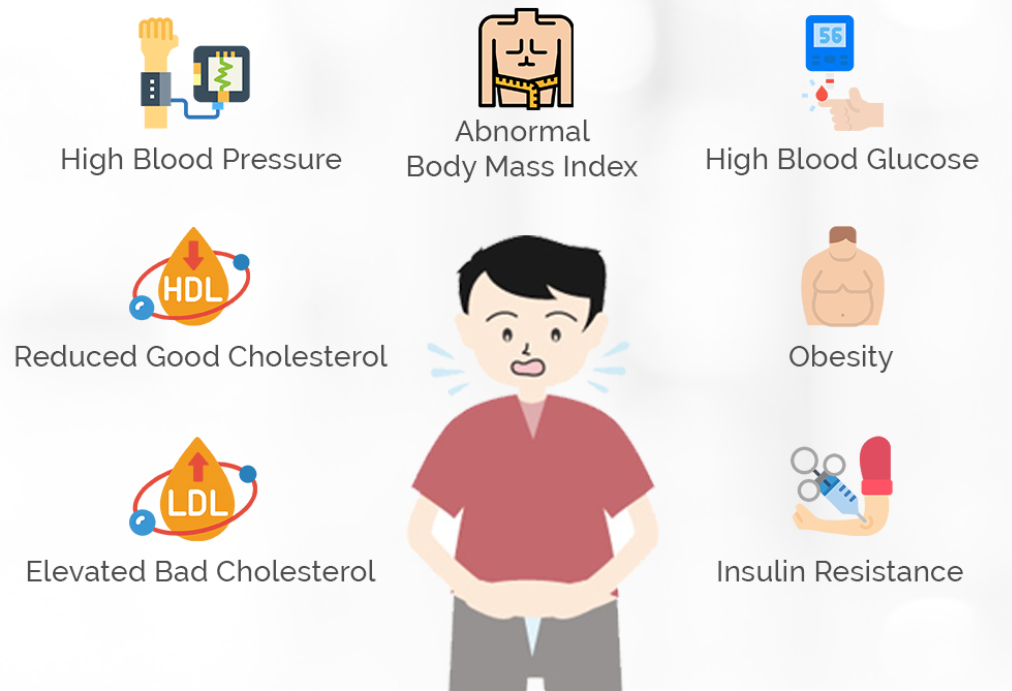 56
High Blood Pressure
Abnormal
Body Mass Index
High Blood Glucose
HDL
Reduced Good Cholesterol
Obesity
LDL
Elevated Bad Cholesterol
Insulin Resistance